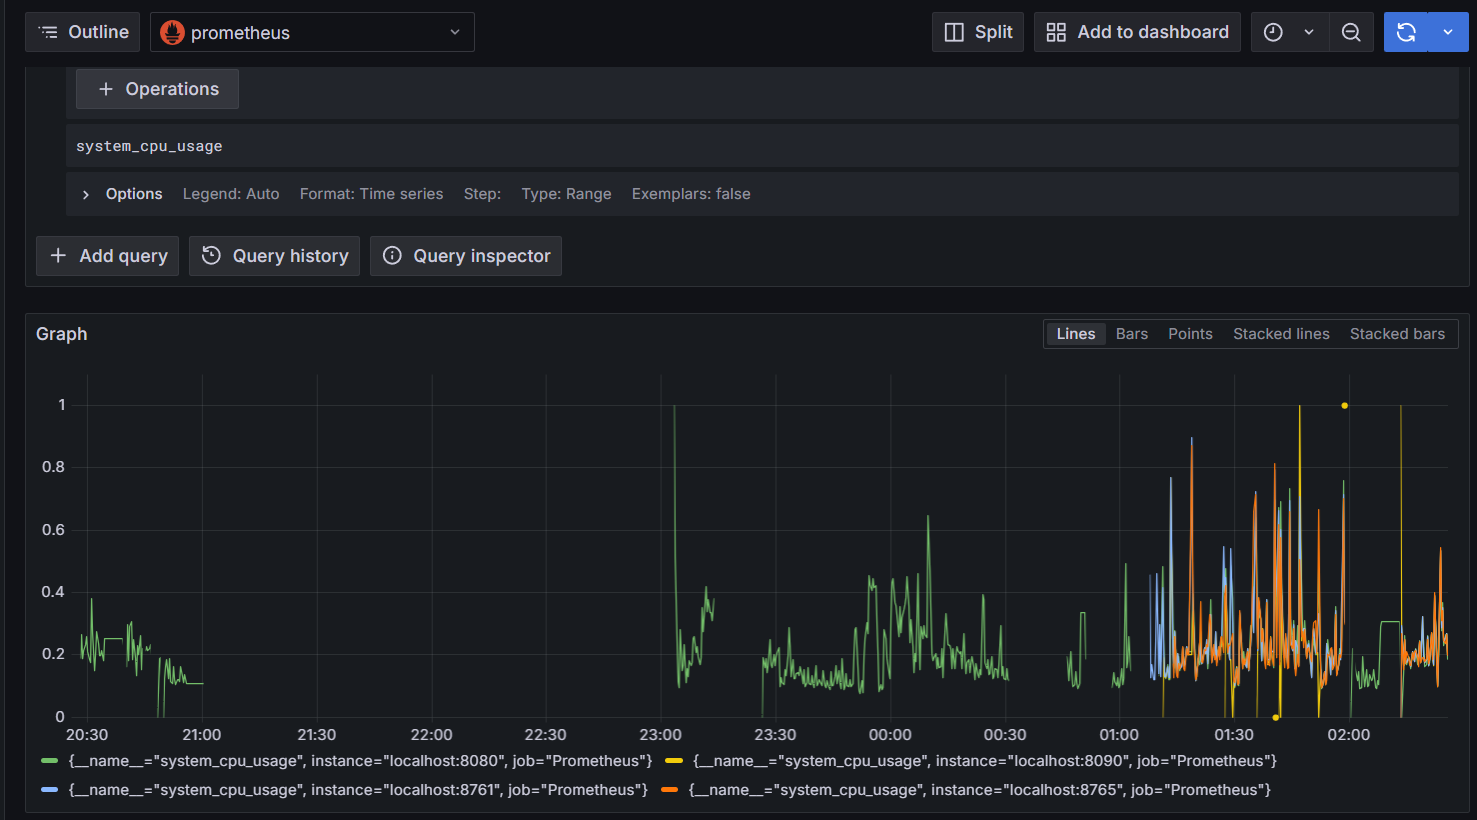 Outline prometheus Split Add to dashboard
+ Operations
system_cpu_usage
Options Legend: Auto Format: Time series Step: Type: Range Exemplars: false
+ Add query Query history Query inspector
Graph Lines Bars Points Stacked lines Stacked bars
1
0.8
0.6
0.4
0.2
0
20:30 21:00 21:30 22:00 22:30 23:00 23:30 00:00 00:30 01:00 01:30 02:00
{__name__="system_cpu_usage", instance="localhost:8080", job="Prometheus"} {__name__="system_cpu_usage", instance="localhost:8090", job="Prometheus"}
{__name__="system_cpu_usage", instance="localhost:8761", job="Prometheus"} {__name__="system_cpu_usage", instance="localhost:8765", job="Prometheus"}